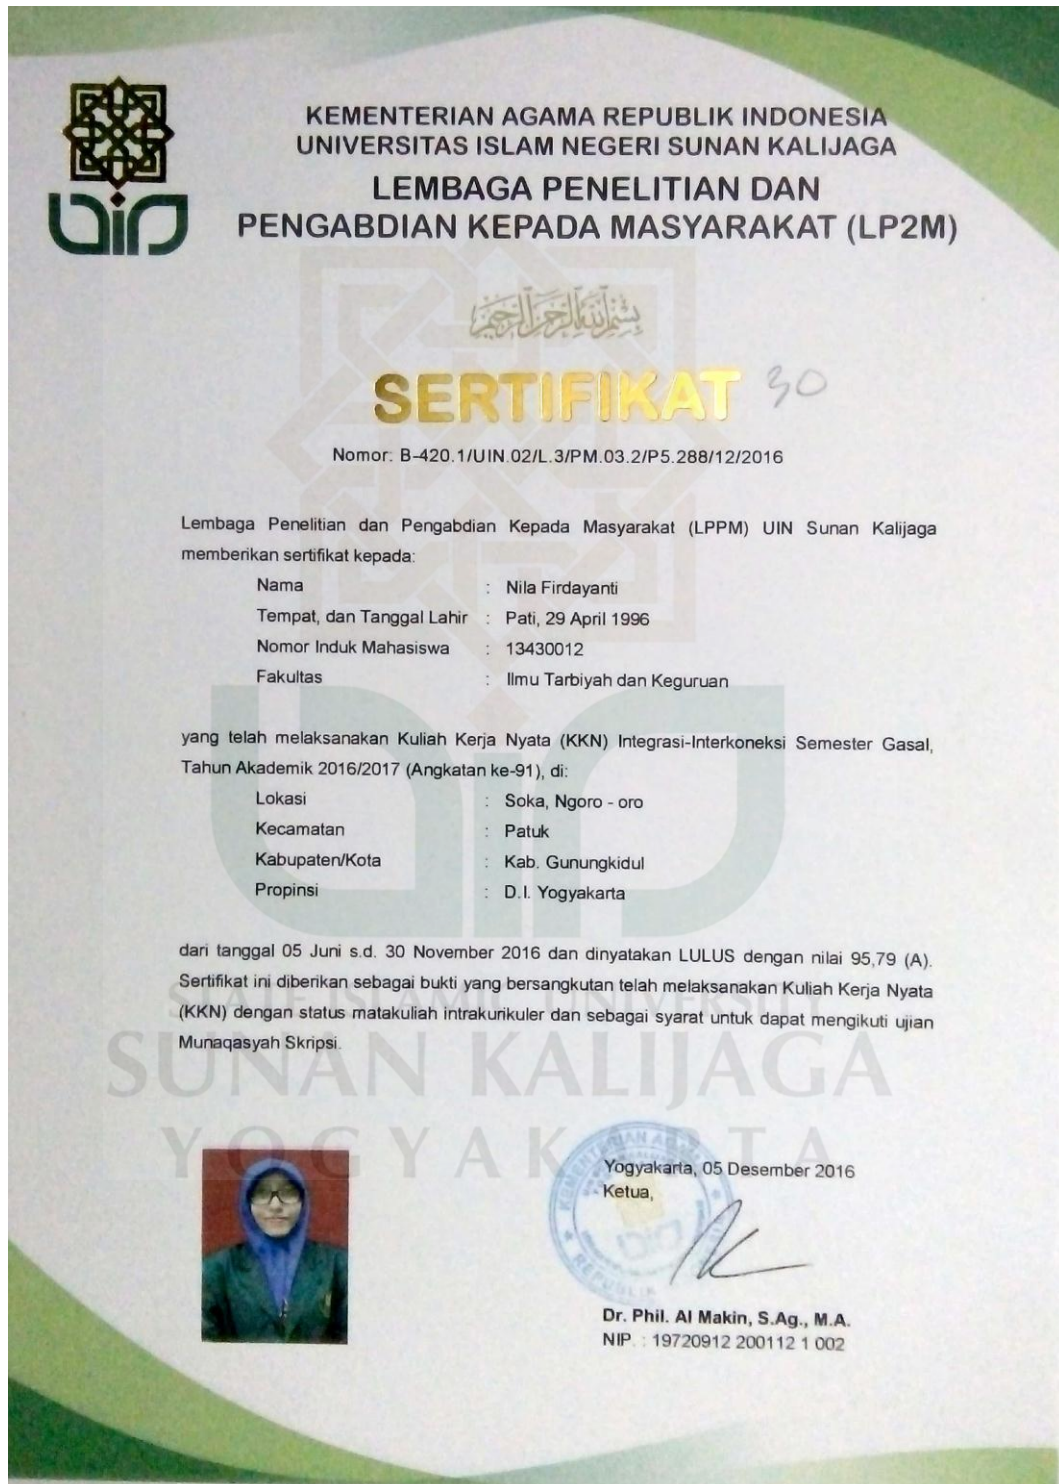 KEMENTERIAN AGAMA REPUBLIK INDONESIA
UNIVERSITAS ISLAM NEGERI SUNAN KALIJAGA
LEMBAGA PENELITIAN DAN
PENGABDIAN KEPADA MASYARAKAT (LP2M)
uin
بسم الله الرحمن الرحيم
SERTIFIKAT 30
Nomor: B-420.1/UIN.02/L.3/PM.03.2/P5.288/12/2016
Lembaga Penelitian dan Pengabdian Kepada Masyarakat (LPPM) UIN Sunan Kalijaga
memberikan sertifikat kepada:
Nama : Nila Firdayanti
Tempat, dan Tanggal Lahir : Pati, 29 April 1996
Nomor Induk Mahasiswa : 13430012
Fakultas : Ilmu Tarbiyah dan Keguruan
yang telah melaksanakan Kuliah Kerja Nyata (KKN) Integrasi-Interkoneksi Semester Gasal,
Tahun Akademik 2016/2017 (Angkatan ke-91), di:
Lokasi : Soka, Ngoro - oro
Kecamatan : Patuk
Kabupaten/Kota : Kab. Gunungkidul
Propinsi : D.I. Yogyakarta
dari tanggal 05 Juni s.d. 30 November 2016 dan dinyatakan LULUS dengan nilai 95,79 (A).
Sertifikat ini diberikan sebagai bukti yang bersangkutan telah melaksanakan Kuliah Kerja Nyata
(KKN) dengan status matakuliah intrakurikuler dan sebagai syarat untuk dapat mengikuti ujian
Munaqasyah Skripsi.
STATE ISLAMIC UNIVERSITY
SUNAN KALIJAGA
YOGYAKARTA
Yogyakarta, 05 Desember 2016
Ketua,
Dr. Phil. Al Makin, S.Ag., M.A.
NIP. : 19720912 200112 1 002